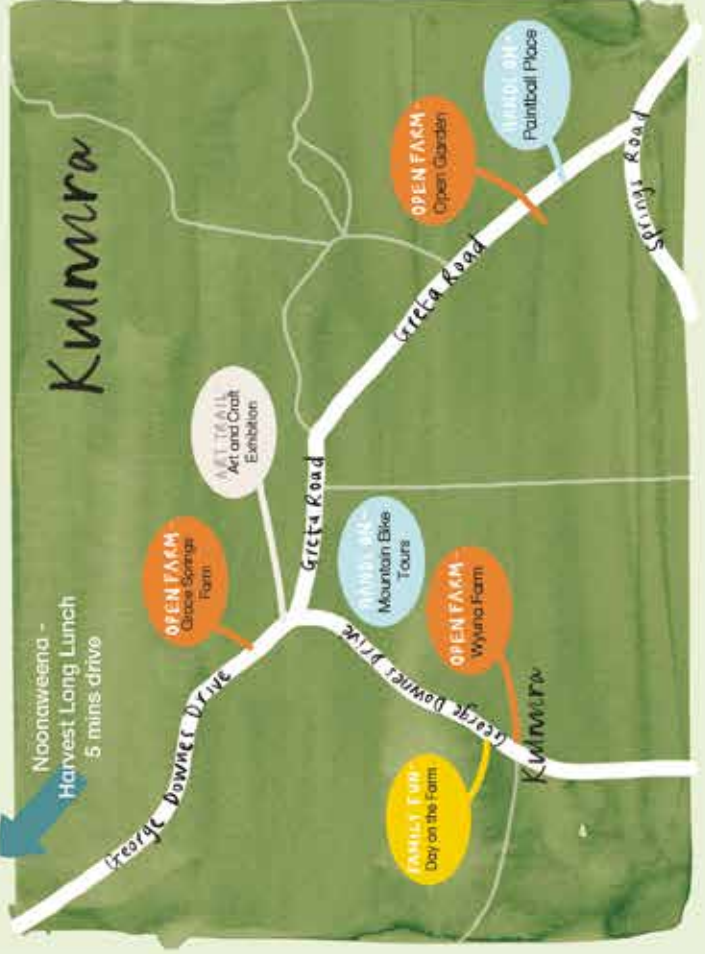 Kulnura
Noonaweena -
Harvest Long Lunch
5 mins drive
George Downes Drive
OPEN FARM -
Grace Springs
Farm
ART TRAIL
Art and Craft
Exhibition
Greta Road
Greta Road
OPEN FARM -
Open Garden
HANDS ON -
Paintball Place
Springs Road
HANDS ON -
Mountain Bike
Tours
George Downes Drive
OPEN FARM -
Wyuna Farm
FAMILY FUN -
Day on the Farm
Kulnura